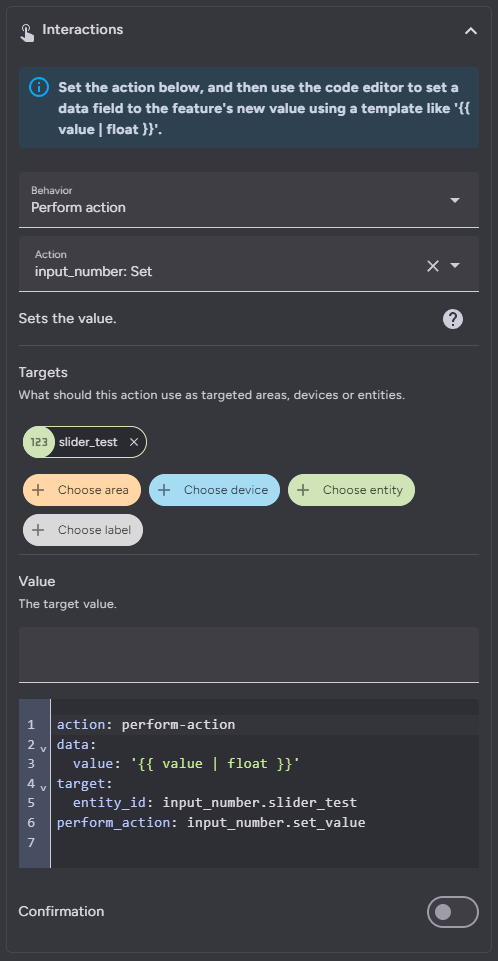 Interactions
Set the action below, and then use the code editor to set a
data field to the feature's new value using a template like '{{
value | float }}'.
Behavior
Perform action
Action
input_number: Set
Sets the value.
Targets
What should this action use as targeted areas, devices or entities.
123 slider_test
Choose area Choose device Choose entity
Choose label
Value
The target value.
1 action: perform-action
2 data:
3   value: '{{ value | float }}'
4 target:
5   entity_id: input_number.slider_test
6 perform_action: input_number.set_value
7
Confirmation